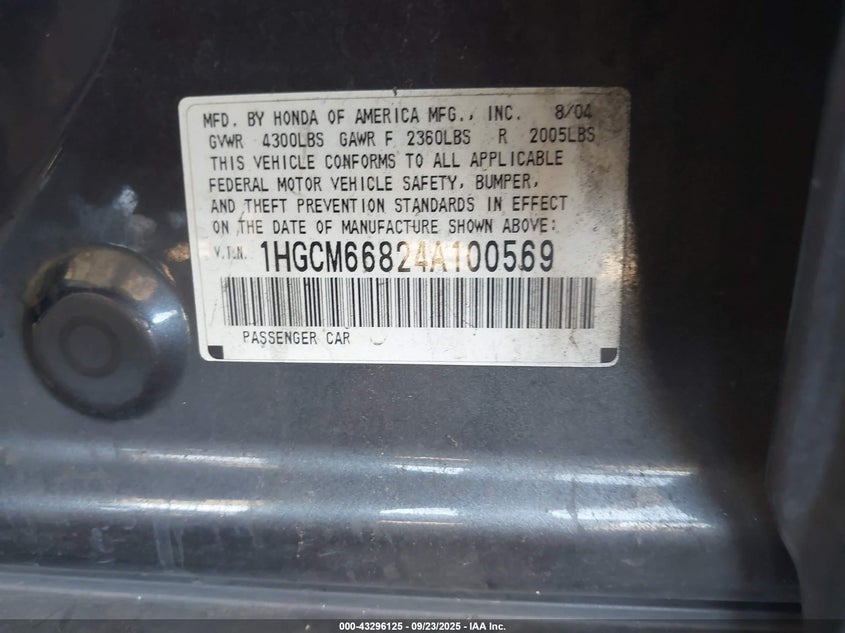 MFD. BY HONDA OF AMERICA MFG., INC. 8/04
GVWR 4300LBS GAWR F 2360LBS R 2005LBS
THIS VEHICLE CONFORMS TO ALL APPLICABLE
FEDERAL MOTOR VEHICLE SAFETY, BUMPER,
AND THEFT PREVENTION STANDARDS IN EFFECT
ON THE DATE OF MANUFACTURE SHOWN ABOVE:
V.I.N. 1HGCM66824A100569
PASSENGER CAR
000-43296125 - 09/23/2025 - IAA Inc.